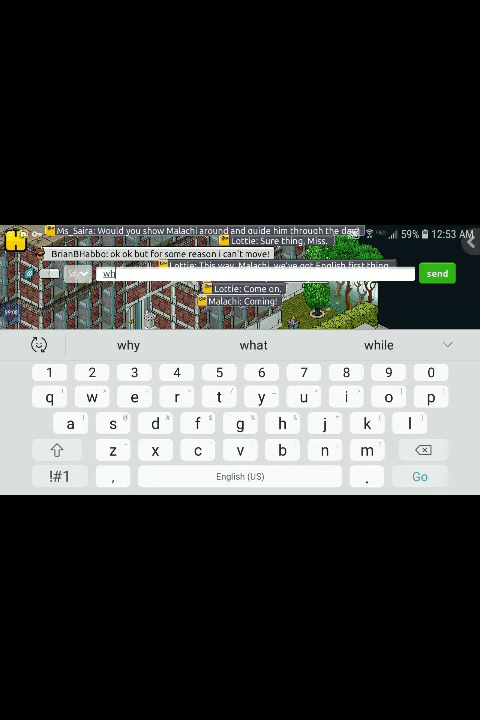 Ms_Saira: Would you show Malachi around and guide him through the day?
59% 12:53 AM
Lottie: Sure thing, Miss.
BrianBHabbo: ok ok but for some reason i can't move!
Lottie: This way, Malachi, we've got English first thing.
wh
send
Lottie: Come on.
Malachi: Coming!
why what while
1 2 3 4 5 6 7 8 9 0
q w e r t y u i o p
a s d f g h j k l
z x c v b n m
!#1 , English (US) . Go